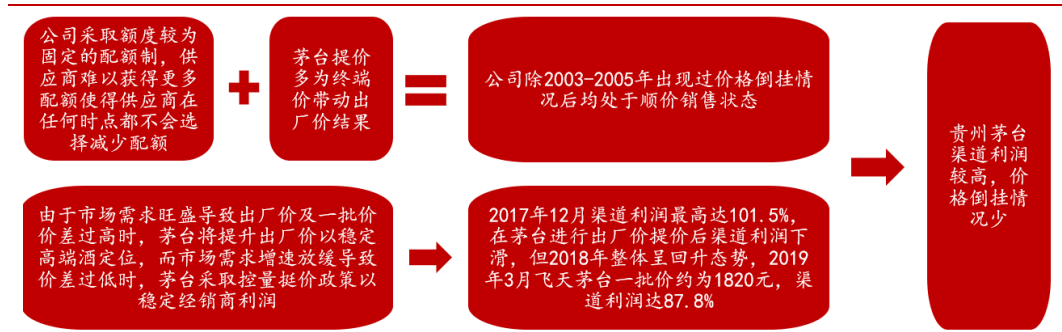 公司采取额度较为
固定的配额制，供
应商难以获得更多
配额使得供应商在
任何时点都不会选
择减少配额
茅台提价
多为终端
价带动出
厂价结果
公司除2003-2005年出现过价格倒挂情
况后均处于顺价销售状态
由于市场需求旺盛导致出厂价及一批价
价差过高时，茅台将提升出厂价以稳定
高端酒定位，而市场需求增速放缓导致
价差过低时，茅台采取控量挺价政策以
稳定经销商利润
2017年12月渠道利润最高达101.5%，
在茅台进行出厂价提价后渠道利润下
滑，但2018年整体呈回升态势，2019
年3月飞天茅台一批价约为1820元，渠
道利润达87.8%
贵州茅台
渠道利润
较高，价
格倒挂情
况少